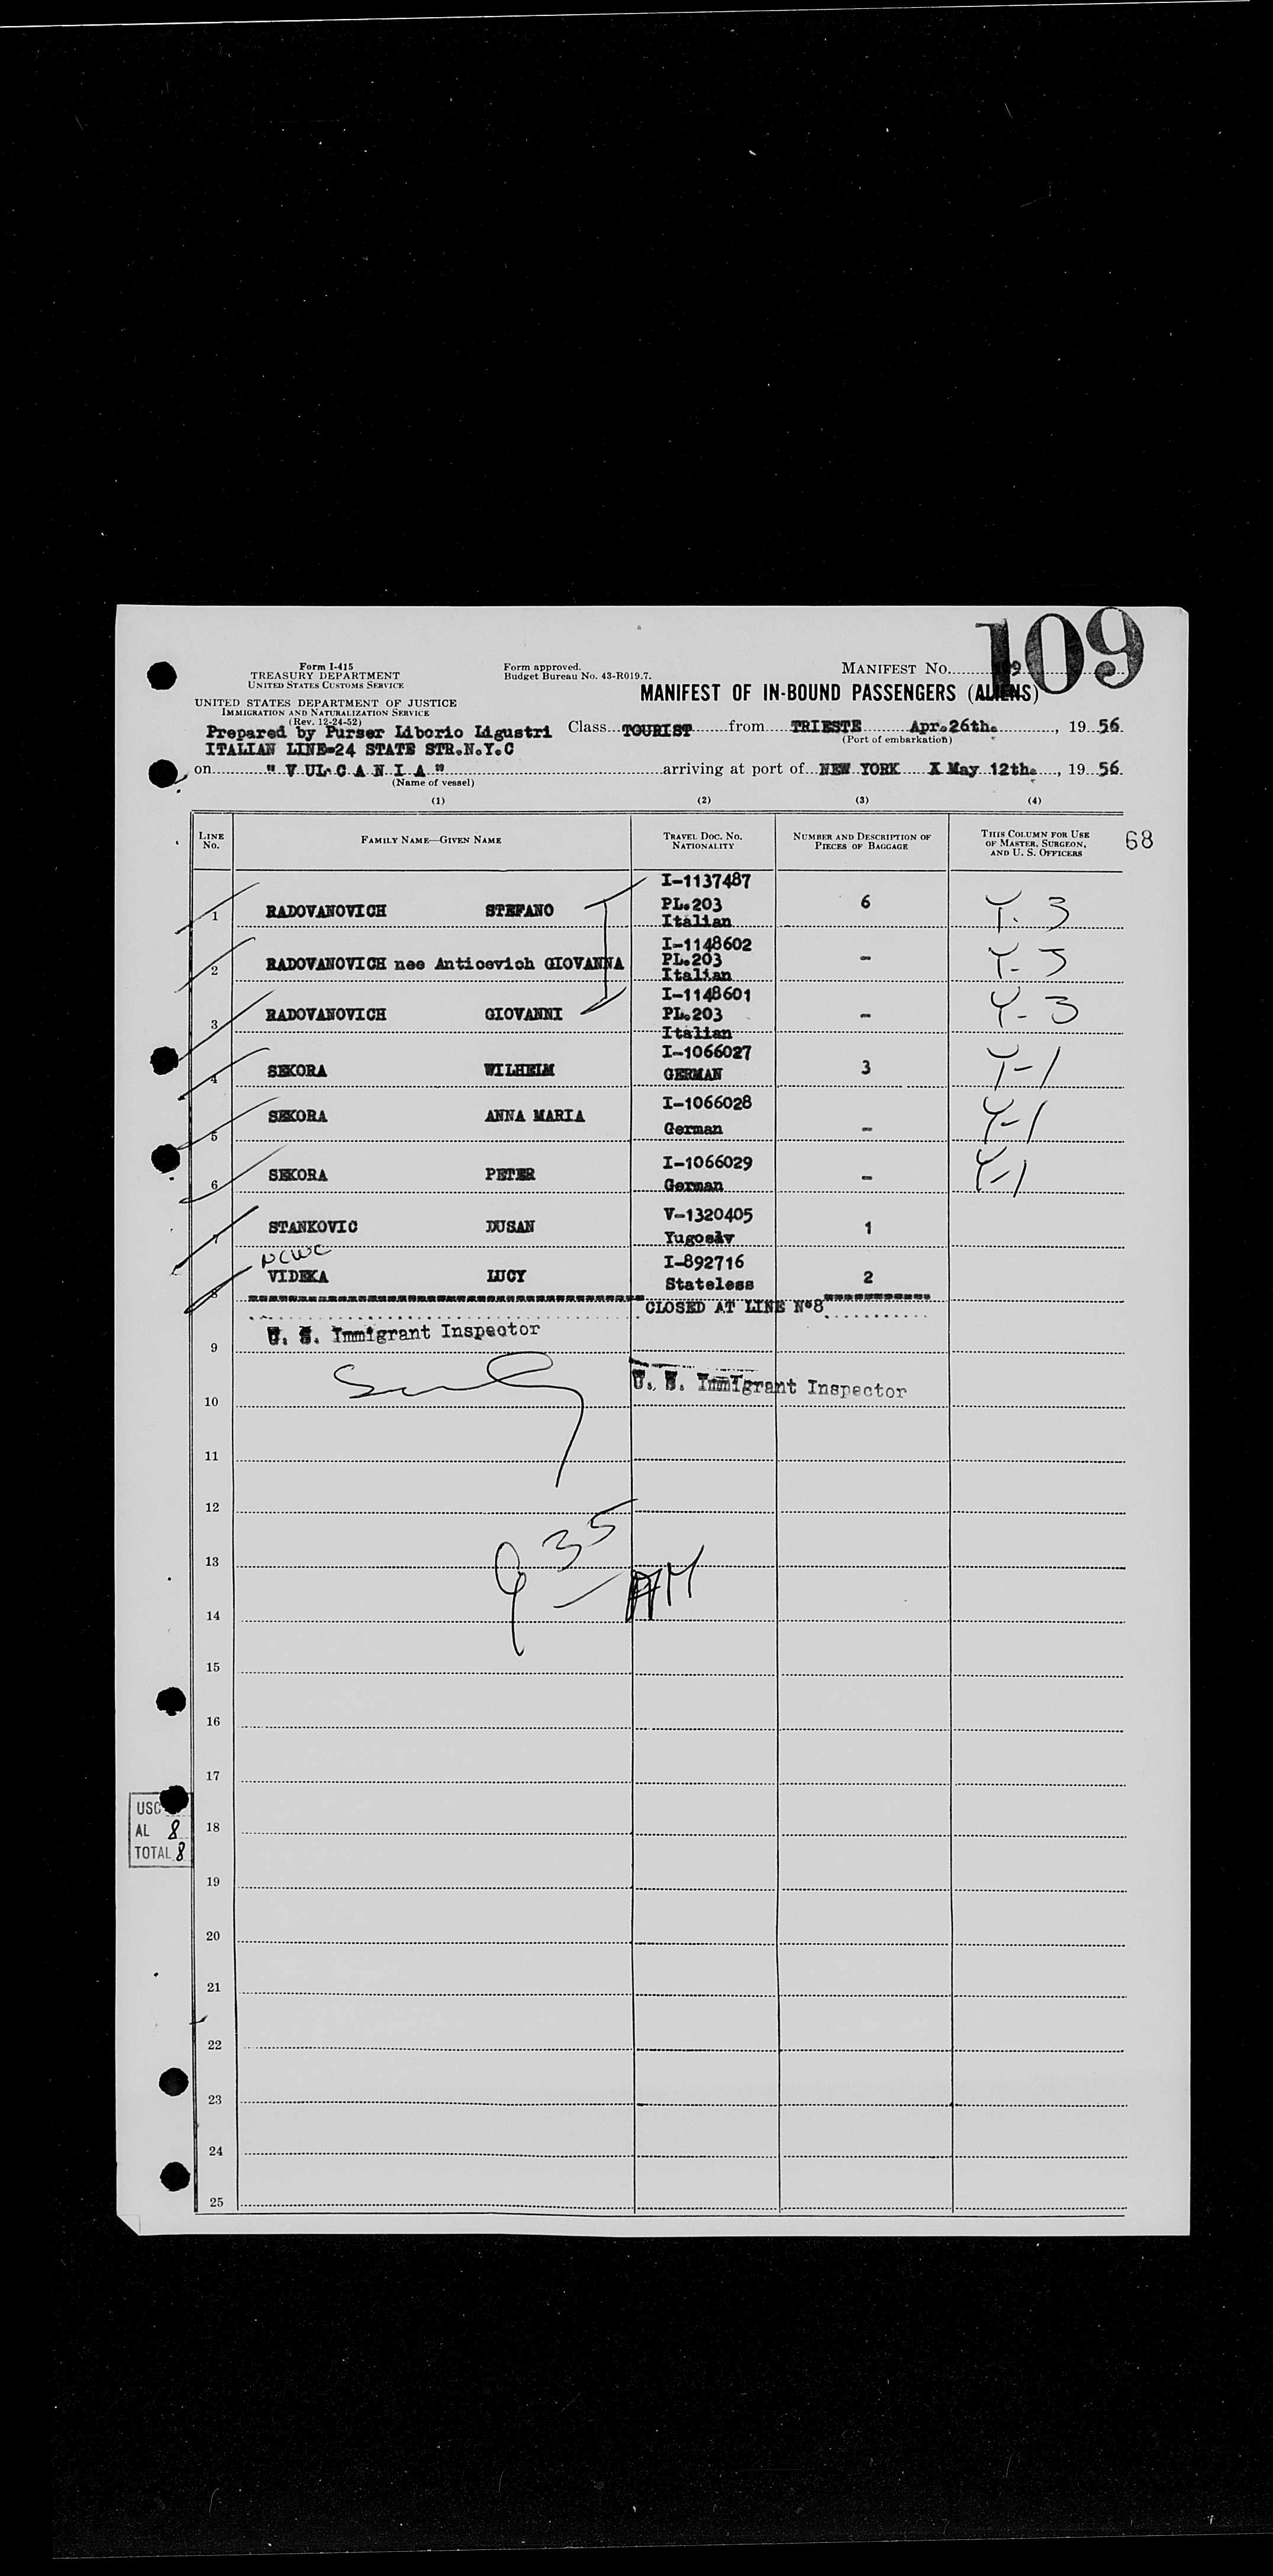 109
Form I-415
TREASURY DEPARTMENT
UNITED STATES CUSTOMS SERVICE
Form approved.
Budget Bureau No. 43-R019.7.
MANIFEST NO.
MANIFEST OF IN-BOUND PASSENGERS (ALIENS)
UNITED STATES DEPARTMENT OF JUSTICE
IMMIGRATION AND NATURALIZATION SERVICE
(Rev. 12-24-52)
Prepared by Purser Liborio Ligustri
ITALIAN LINE-24 STATE STR.N.Y.C
Class TOURIST from TRIESTE Apr.26th. , 19 56.
(Port of embarkation)
on " V UL C A N I A " arriving at port of NEW YORK X May 12th. , 19 56.
(Name of vessel)
(1) (2) (3) (4)
LINE No. FAMILY NAME—GIVEN NAME TRAVEL DOC. NO. NATIONALITY NUMBER AND DESCRIPTION OF PIECES OF BAGGAGE THIS COLUMN FOR USE OF MASTER, SURGEON, AND U. S. OFFICERS
68
I-1137487
1 RADOVANOVICH STEFANO PL.203 6 Y-3
Italian
I-1148602
2 RADOVANOVICH nee Anticevich GIOVANNA PL.203 - Y-3
Italian
I-1148601
3 RADOVANOVICH GIOVANNI PL.203 - Y-3
Italian
I-1066027
4 SEKORA WILHELM GERMAN 3 Y-1
I-1066028
5 SEKORA ANNA MARIA German - Y-1
I-1066029
6 SEKORA PETER German - Y-1
V-1320405
7 STANKOVIC DUSAN Yugoslv 1
NCWC
I-892716
8 VIDEKA LUCY Stateless 2
CLOSED AT LINE N°8
U. S. Immigrant Inspector
9
U. S. Immigrant Inspector
10
11
12
9 35 AM
13
14
15
16
17
USC
AL 8
TOTAL 8
18
19
20
21
22
23
24
25